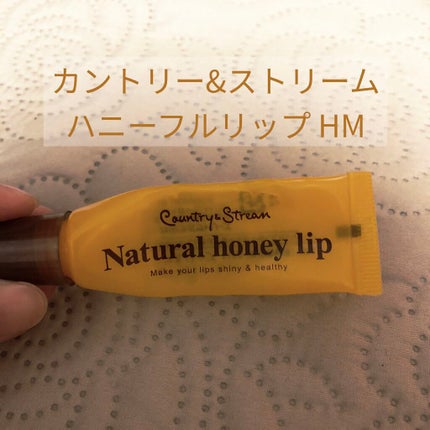 カントリー&ストリーム
ハニーフルリップ HM
Country & Stream
Natural honey lip
Make your lips shiny & healthy